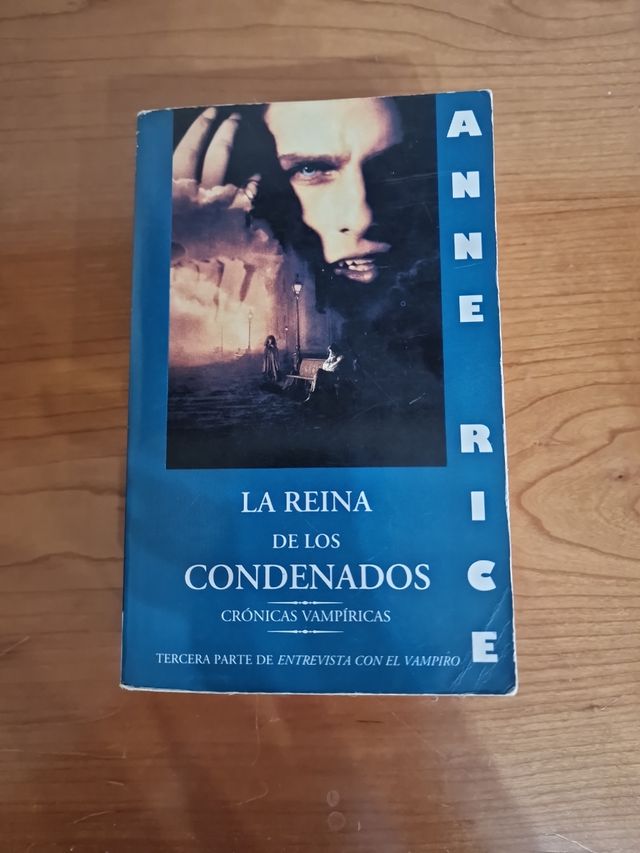 ANNE RICE
LA REINA
DE LOS
CONDENADOS
CRÓNICAS VAMPÍRICAS
TERCERA PARTE DE ENTREVISTA CON EL VAMPIRO